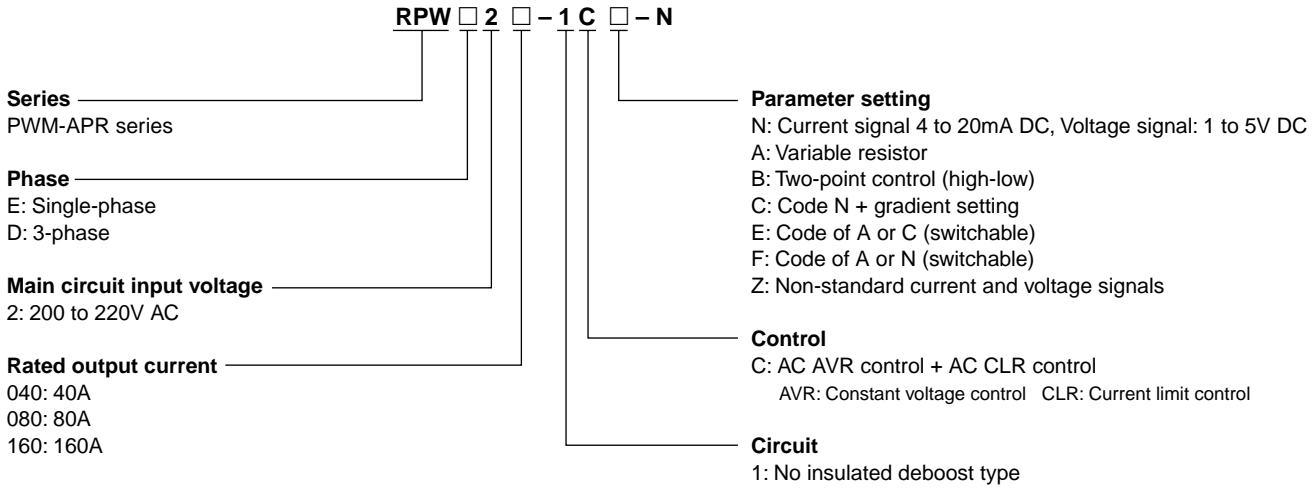 RPW □ 2 □ – 1 C □ – N
Series
PWM-APR series
Phase
E: Single-phase
D: 3-phase
Main circuit input voltage
2: 200 to 220V AC
Rated output current
040: 40A
080: 80A
160: 160A
Parameter setting
N: Current signal 4 to 20mA DC, Voltage signal: 1 to 5V DC
A: Variable resistor
B: Two-point control (high-low)
C: Code N + gradient setting
E: Code of A or C (switchable)
F: Code of A or N (switchable)
Z: Non-standard current and voltage signals
Control
C: AC AVR control + AC CLR control
AVR: Constant voltage control CLR: Current limit control
Circuit
1: No insulated deboost type